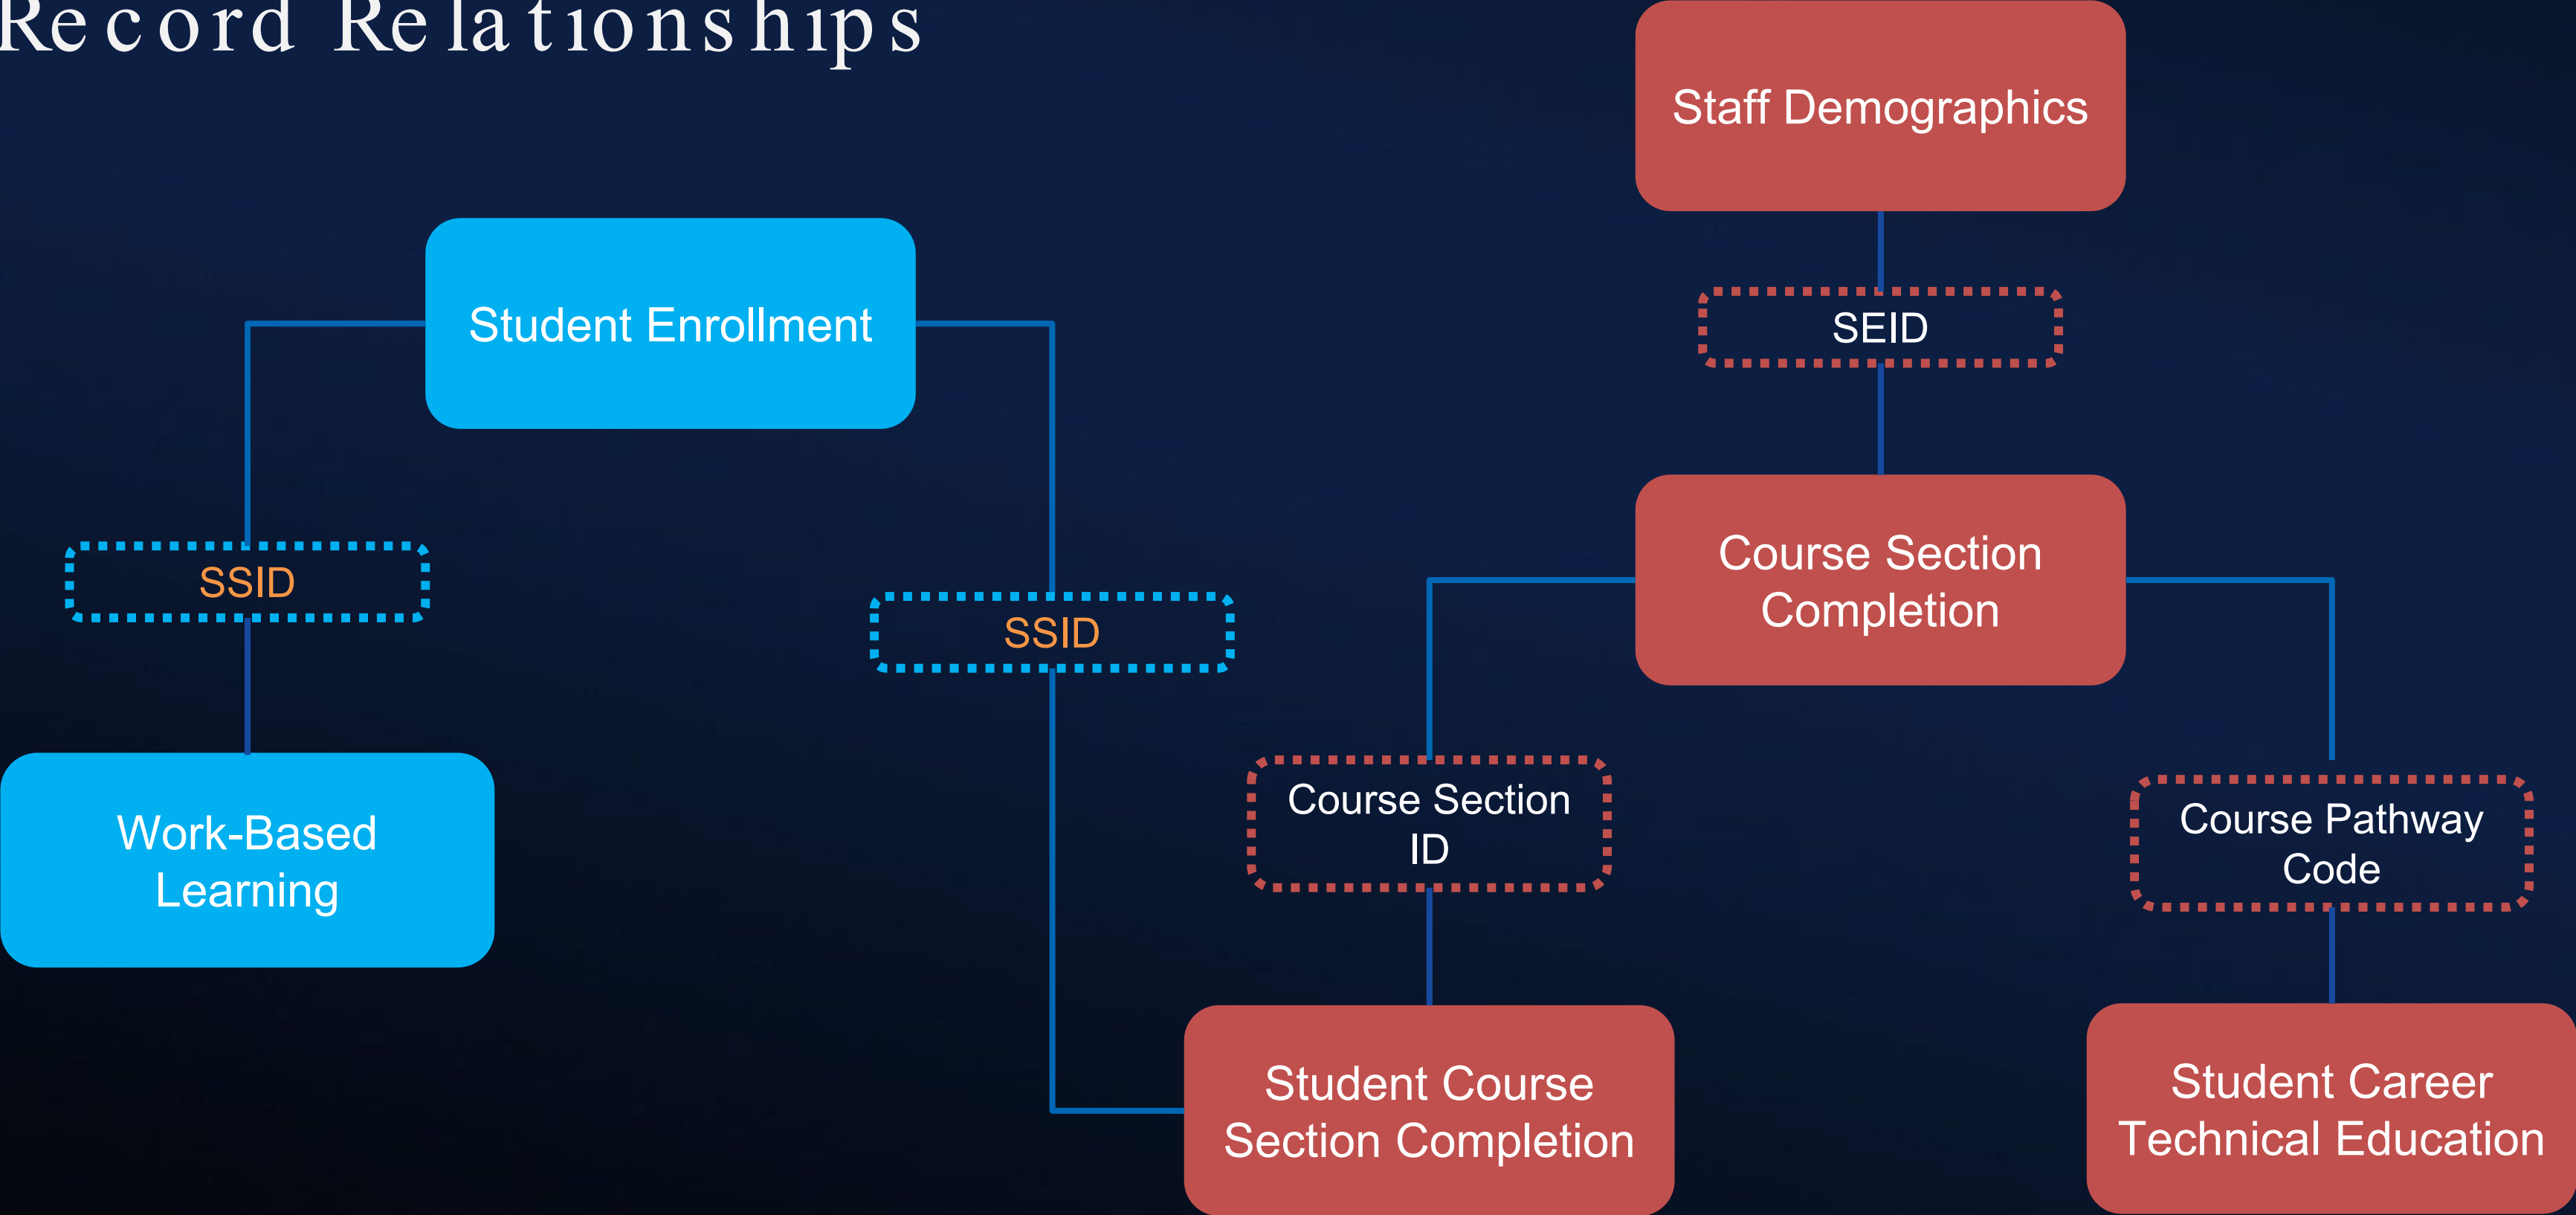 Record Relationships
Staff Demographics
Student Enrollment
SEID
SSID
SSID
Course Section
Completion
Course Section
ID
Course Pathway
Code
Work-Based
Learning
Student Course
Section Completion
Student Career
Technical Education